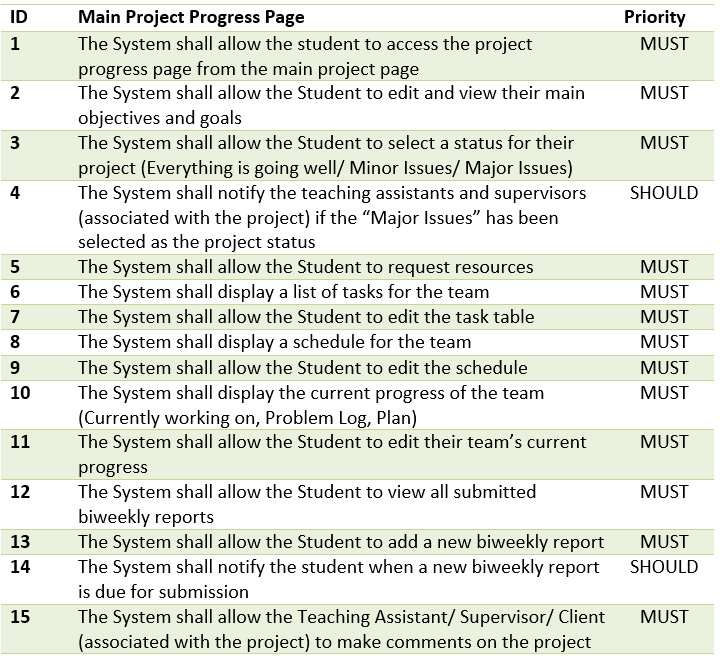 ID Main Project Progress Page Priority
1 The System shall allow the student to access the project MUST
progress page from the main project page
2 The System shall allow the Student to edit and view their main MUST
objectives and goals
3 The System shall allow the Student to select a status for their MUST
project (Everything is going well/ Minor Issues/ Major Issues)
4 The System shall notify the teaching assistants and supervisors SHOULD
(associated with the project) if the “Major Issues” has been
selected as the project status
5 The System shall allow the Student to request resources MUST
6 The System shall display a list of tasks for the team MUST
7 The System shall allow the Student to edit the task table MUST
8 The System shall display a schedule for the team MUST
9 The System shall allow the Student to edit the schedule MUST
10 The System shall display the current progress of the team MUST
(Currently working on, Problem Log, Plan)
11 The System shall allow the Student to edit their team’s current MUST
progress
12 The System shall allow the Student to view all submitted MUST
biweekly reports
13 The System shall allow the Student to add a new biweekly report MUST
14 The System shall notify the student when a new biweekly report SHOULD
is due for submission
15 The System shall allow the Teaching Assistant/ Supervisor/ Client MUST
(associated with the project) to make comments on the project